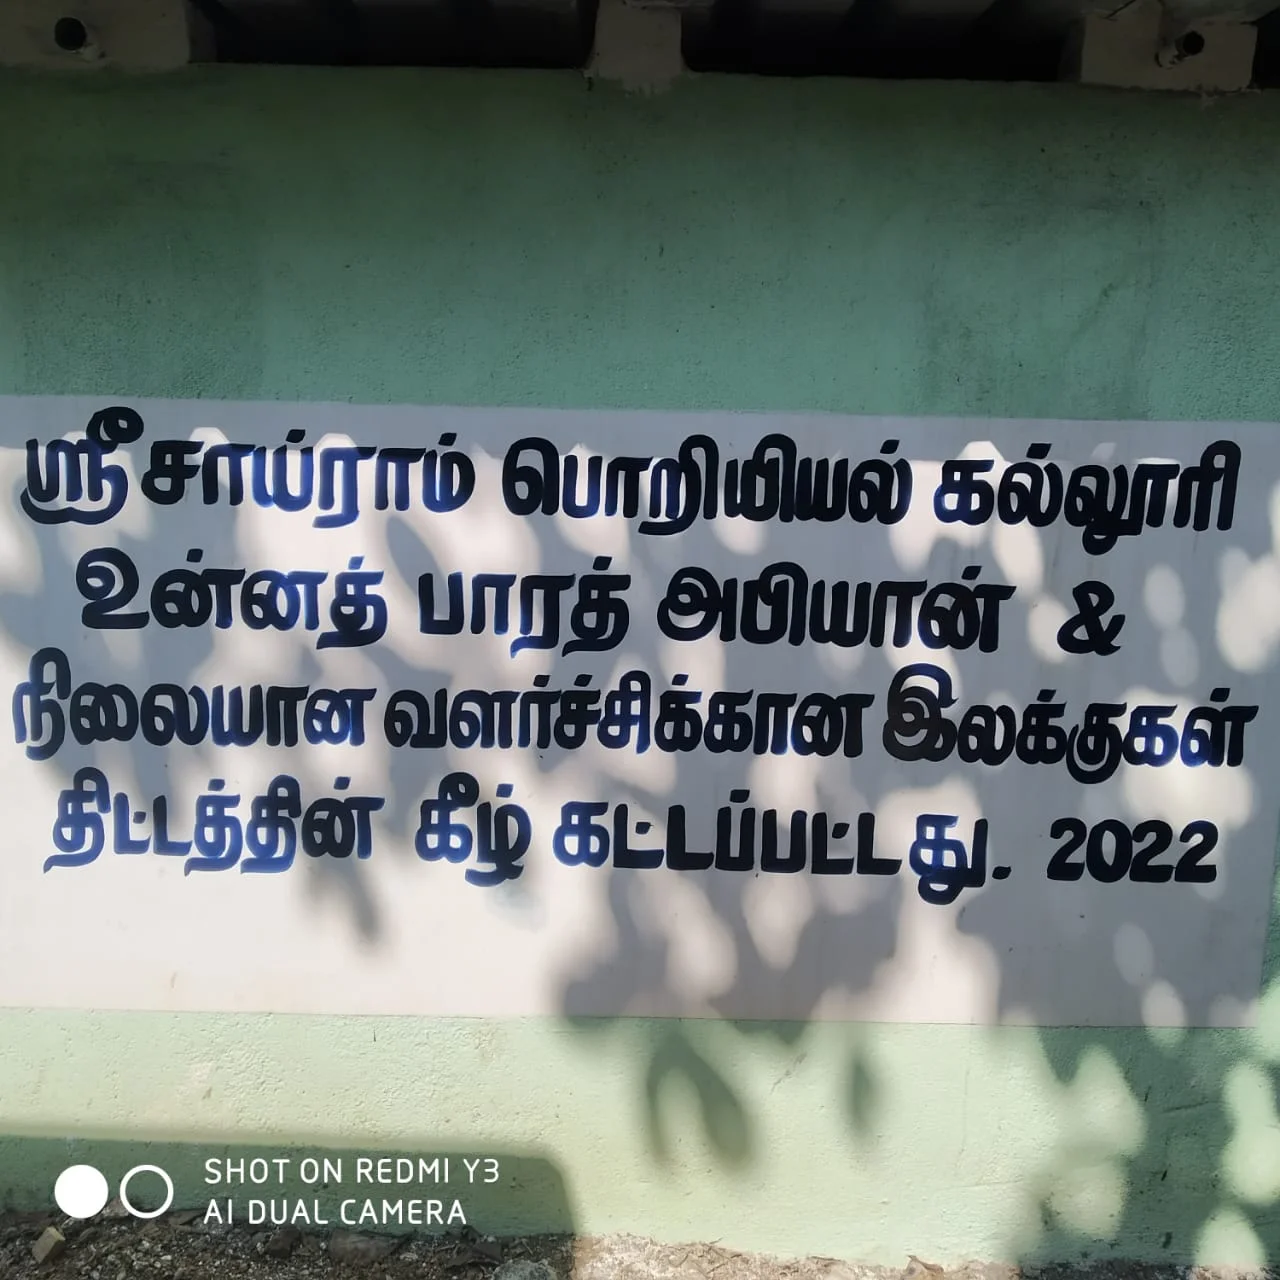 ஸ்ரீ சாய்ராம் பொறியியல் கல்லூரி
உன்னத் பாரத் அபியான் &
நிலையான வளர்ச்சிக்கான இலக்குகள்
திட்டத்தின் கீழ் கட்டப்பட்டது. 2022
SHOT ON REDMI Y3
AI DUAL CAMERA